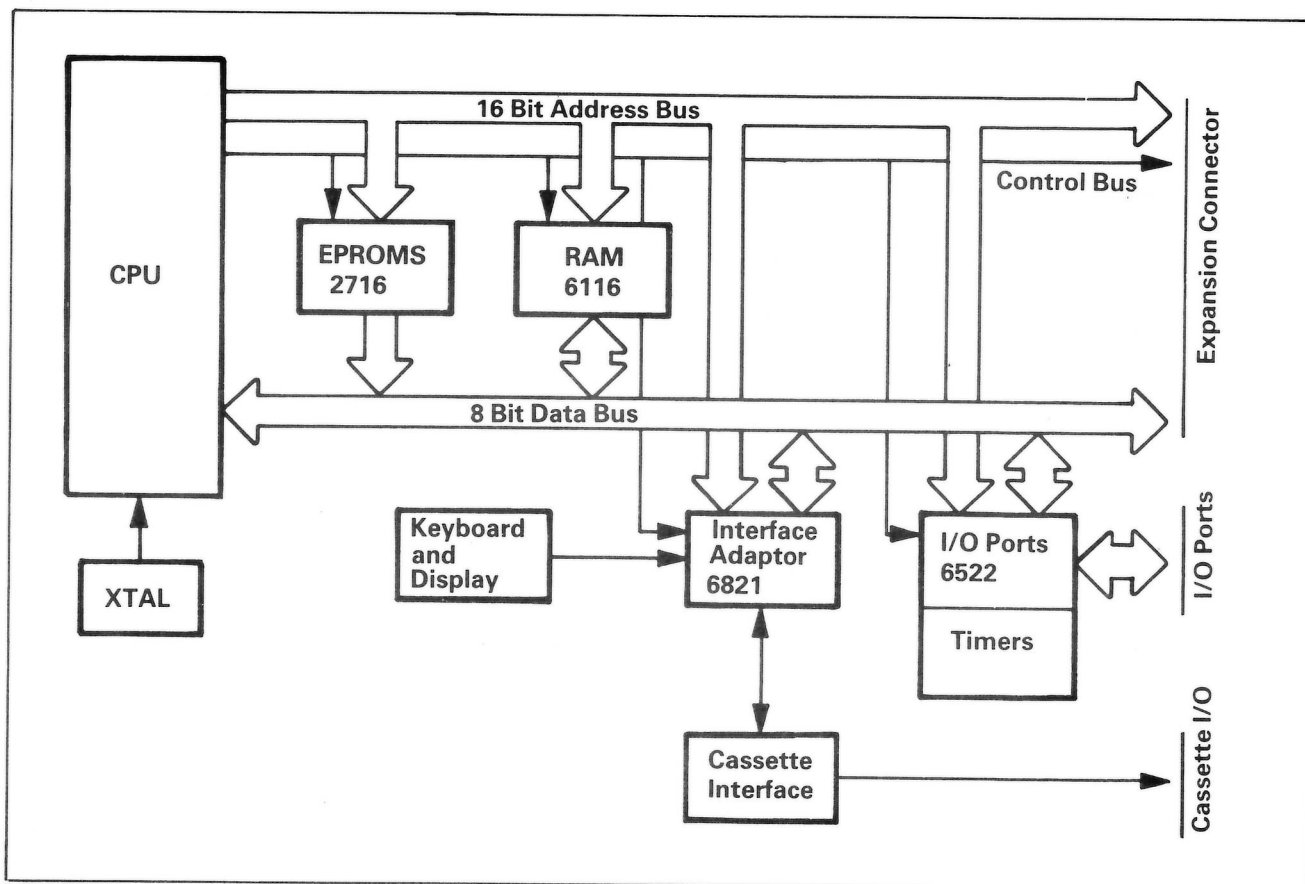 16 Bit Address Bus
Control Bus
Expansion Connector
CPU
EPROMS
2716
RAM
6116
8 Bit Data Bus
Keyboard
and
Display
Interface
Adaptor
6821
I/O Ports
6522
Timers
I/O Ports
XTAL
Cassette
Interface
Cassette I/O